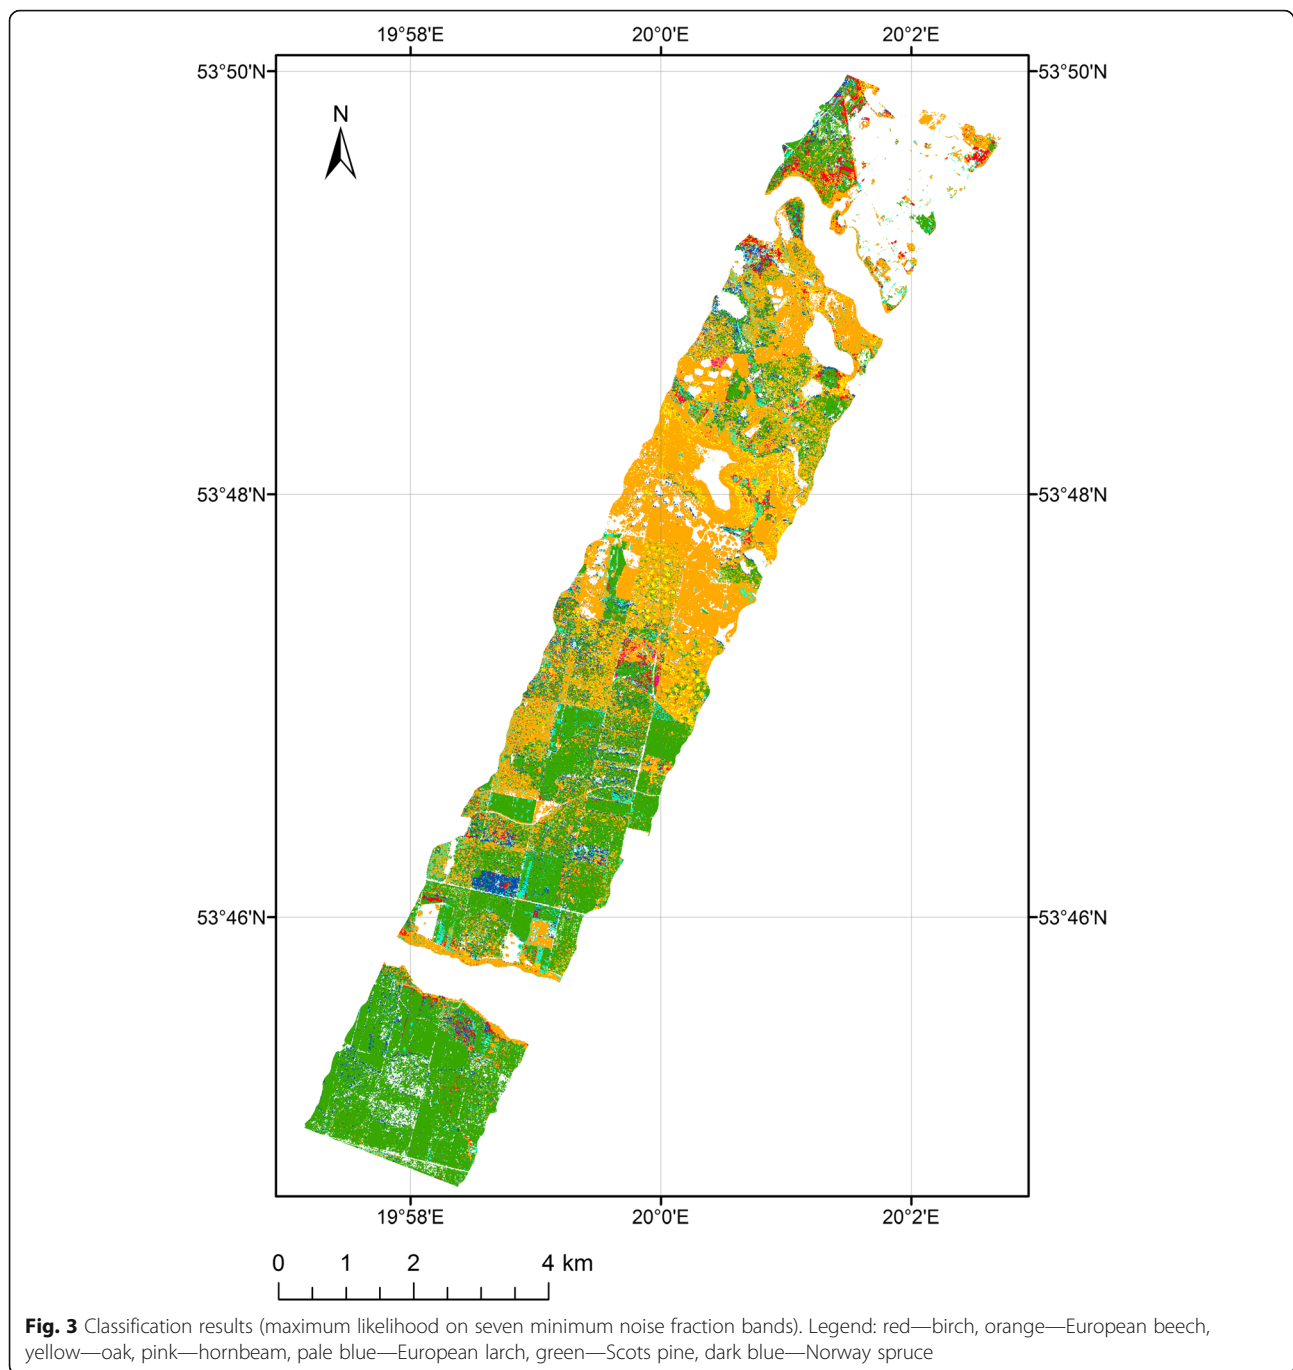 19°58'E 20°0'E 20°2'E
53°50'N 53°50'N
N
53°48'N 53°48'N
53°46'N 53°46'N
19°58'E 20°0'E 20°2'E
0 1 2 4 km
Fig. 3 Classification results (maximum likelihood on seven minimum noise fraction bands). Legend: red—birch, orange—European beech,
yellow—oak, pink—hornbeam, pale blue—European larch, green—Scots pine, dark blue—Norway spruce